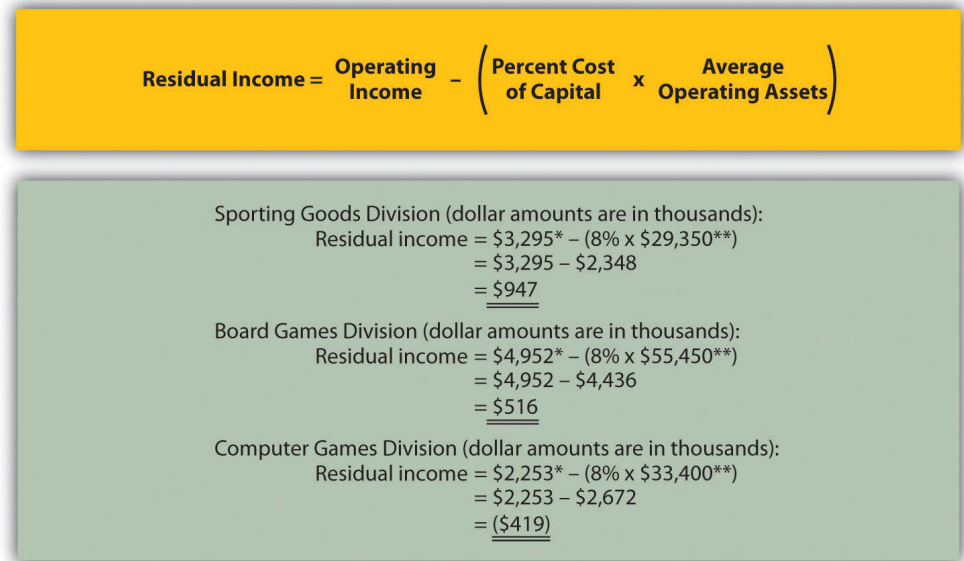 Residual Income = Operating Income – (Percent Cost of Capital x Average Operating Assets)
Sporting Goods Division (dollar amounts are in thousands):
Residual income = $3,295* – (8% x $29,350**)
= $3,295 – $2,348
= $947
Board Games Division (dollar amounts are in thousands):
Residual income = $4,952* – (8% x $55,450**)
= $4,952 – $4,436
= $516
Computer Games Division (dollar amounts are in thousands):
Residual income = $2,253* – (8% x $33,400**)
= $2,253 – $2,672
= ($419)